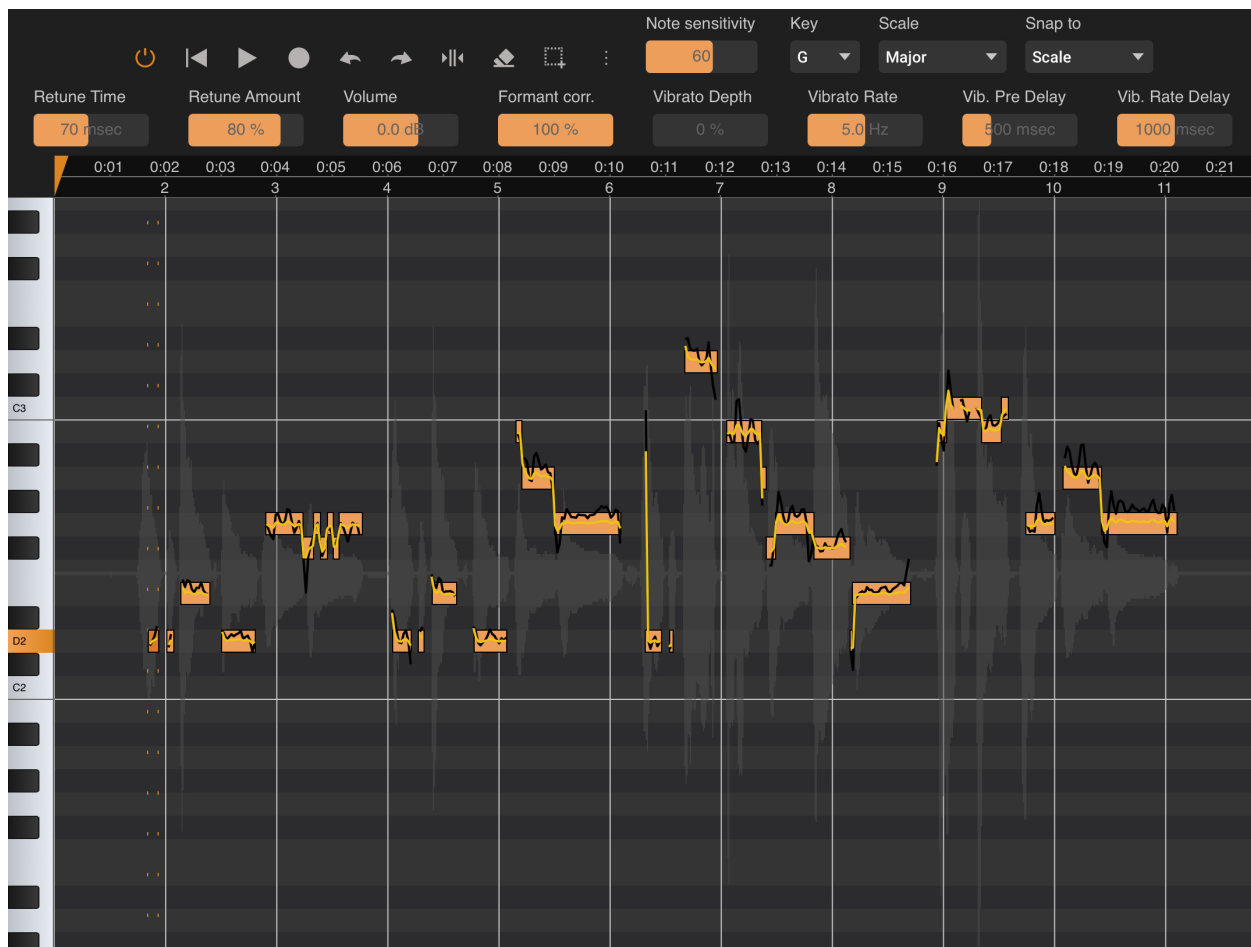 Note sensitivity Key Scale Snap to
60 G Major Scale
Retune Time Retune Amount Volume Formant corr. Vibrato Depth Vibrato Rate Vib. Pre Delay Vib. Rate Delay
70 msec 80 % 0.0 dB 100 % 0 % 5.0 Hz 500 msec 1000 msec
0:01 0:02 0:03 0:04 0:05 0:06 0:07 0:08 0:09 0:10 0:11 0:12 0:13 0:14 0:15 0:16 0:17 0:18 0:19 0:20 0:21
2 3 4 5 6 7 8 9 10 11
C3
D2
C2